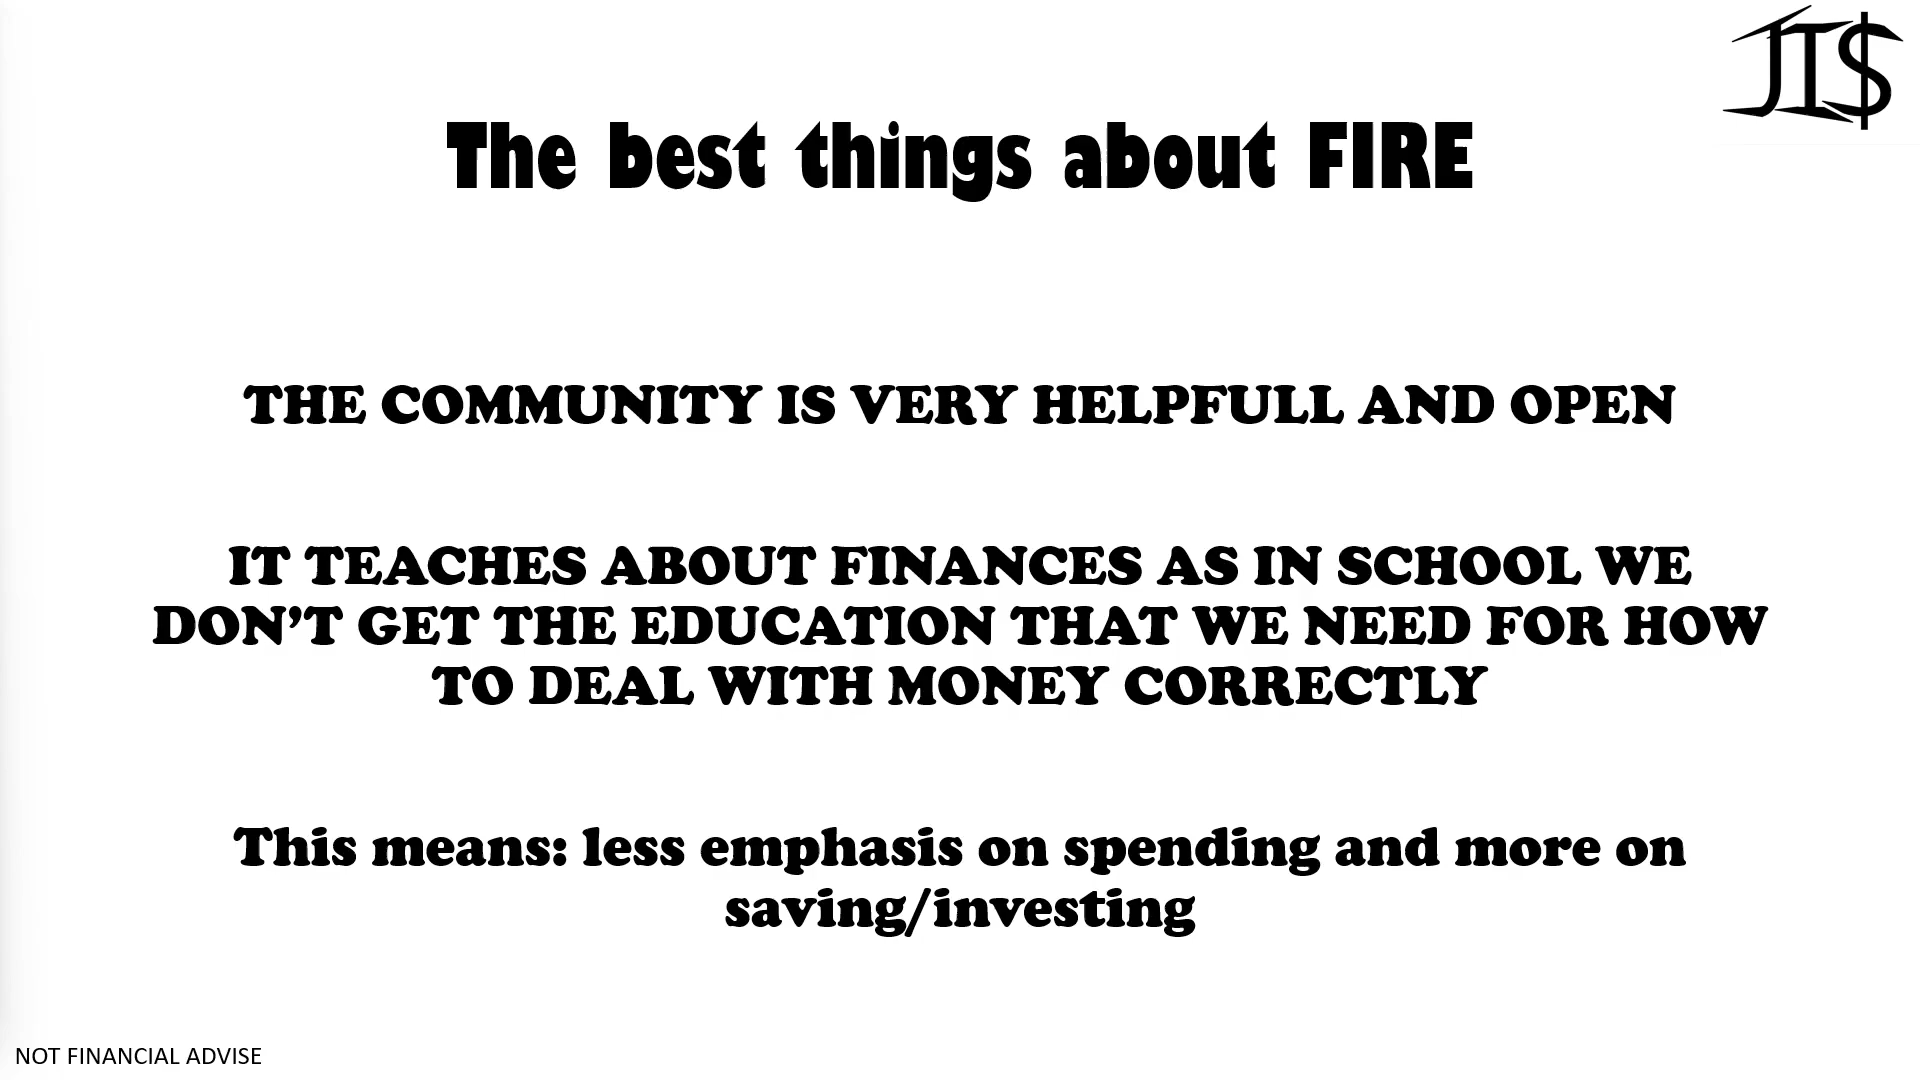 JI$
The best things about FIRE
THE COMMUNITY IS VERY HELPFULL AND OPEN
IT TEACHES ABOUT FINANCES AS IN SCHOOL WE
DON’T GET THE EDUCATION THAT WE NEED FOR HOW
TO DEAL WITH MONEY CORRECTLY
This means: less emphasis on spending and more on
saving/investing
NOT FINANCIAL ADVISE